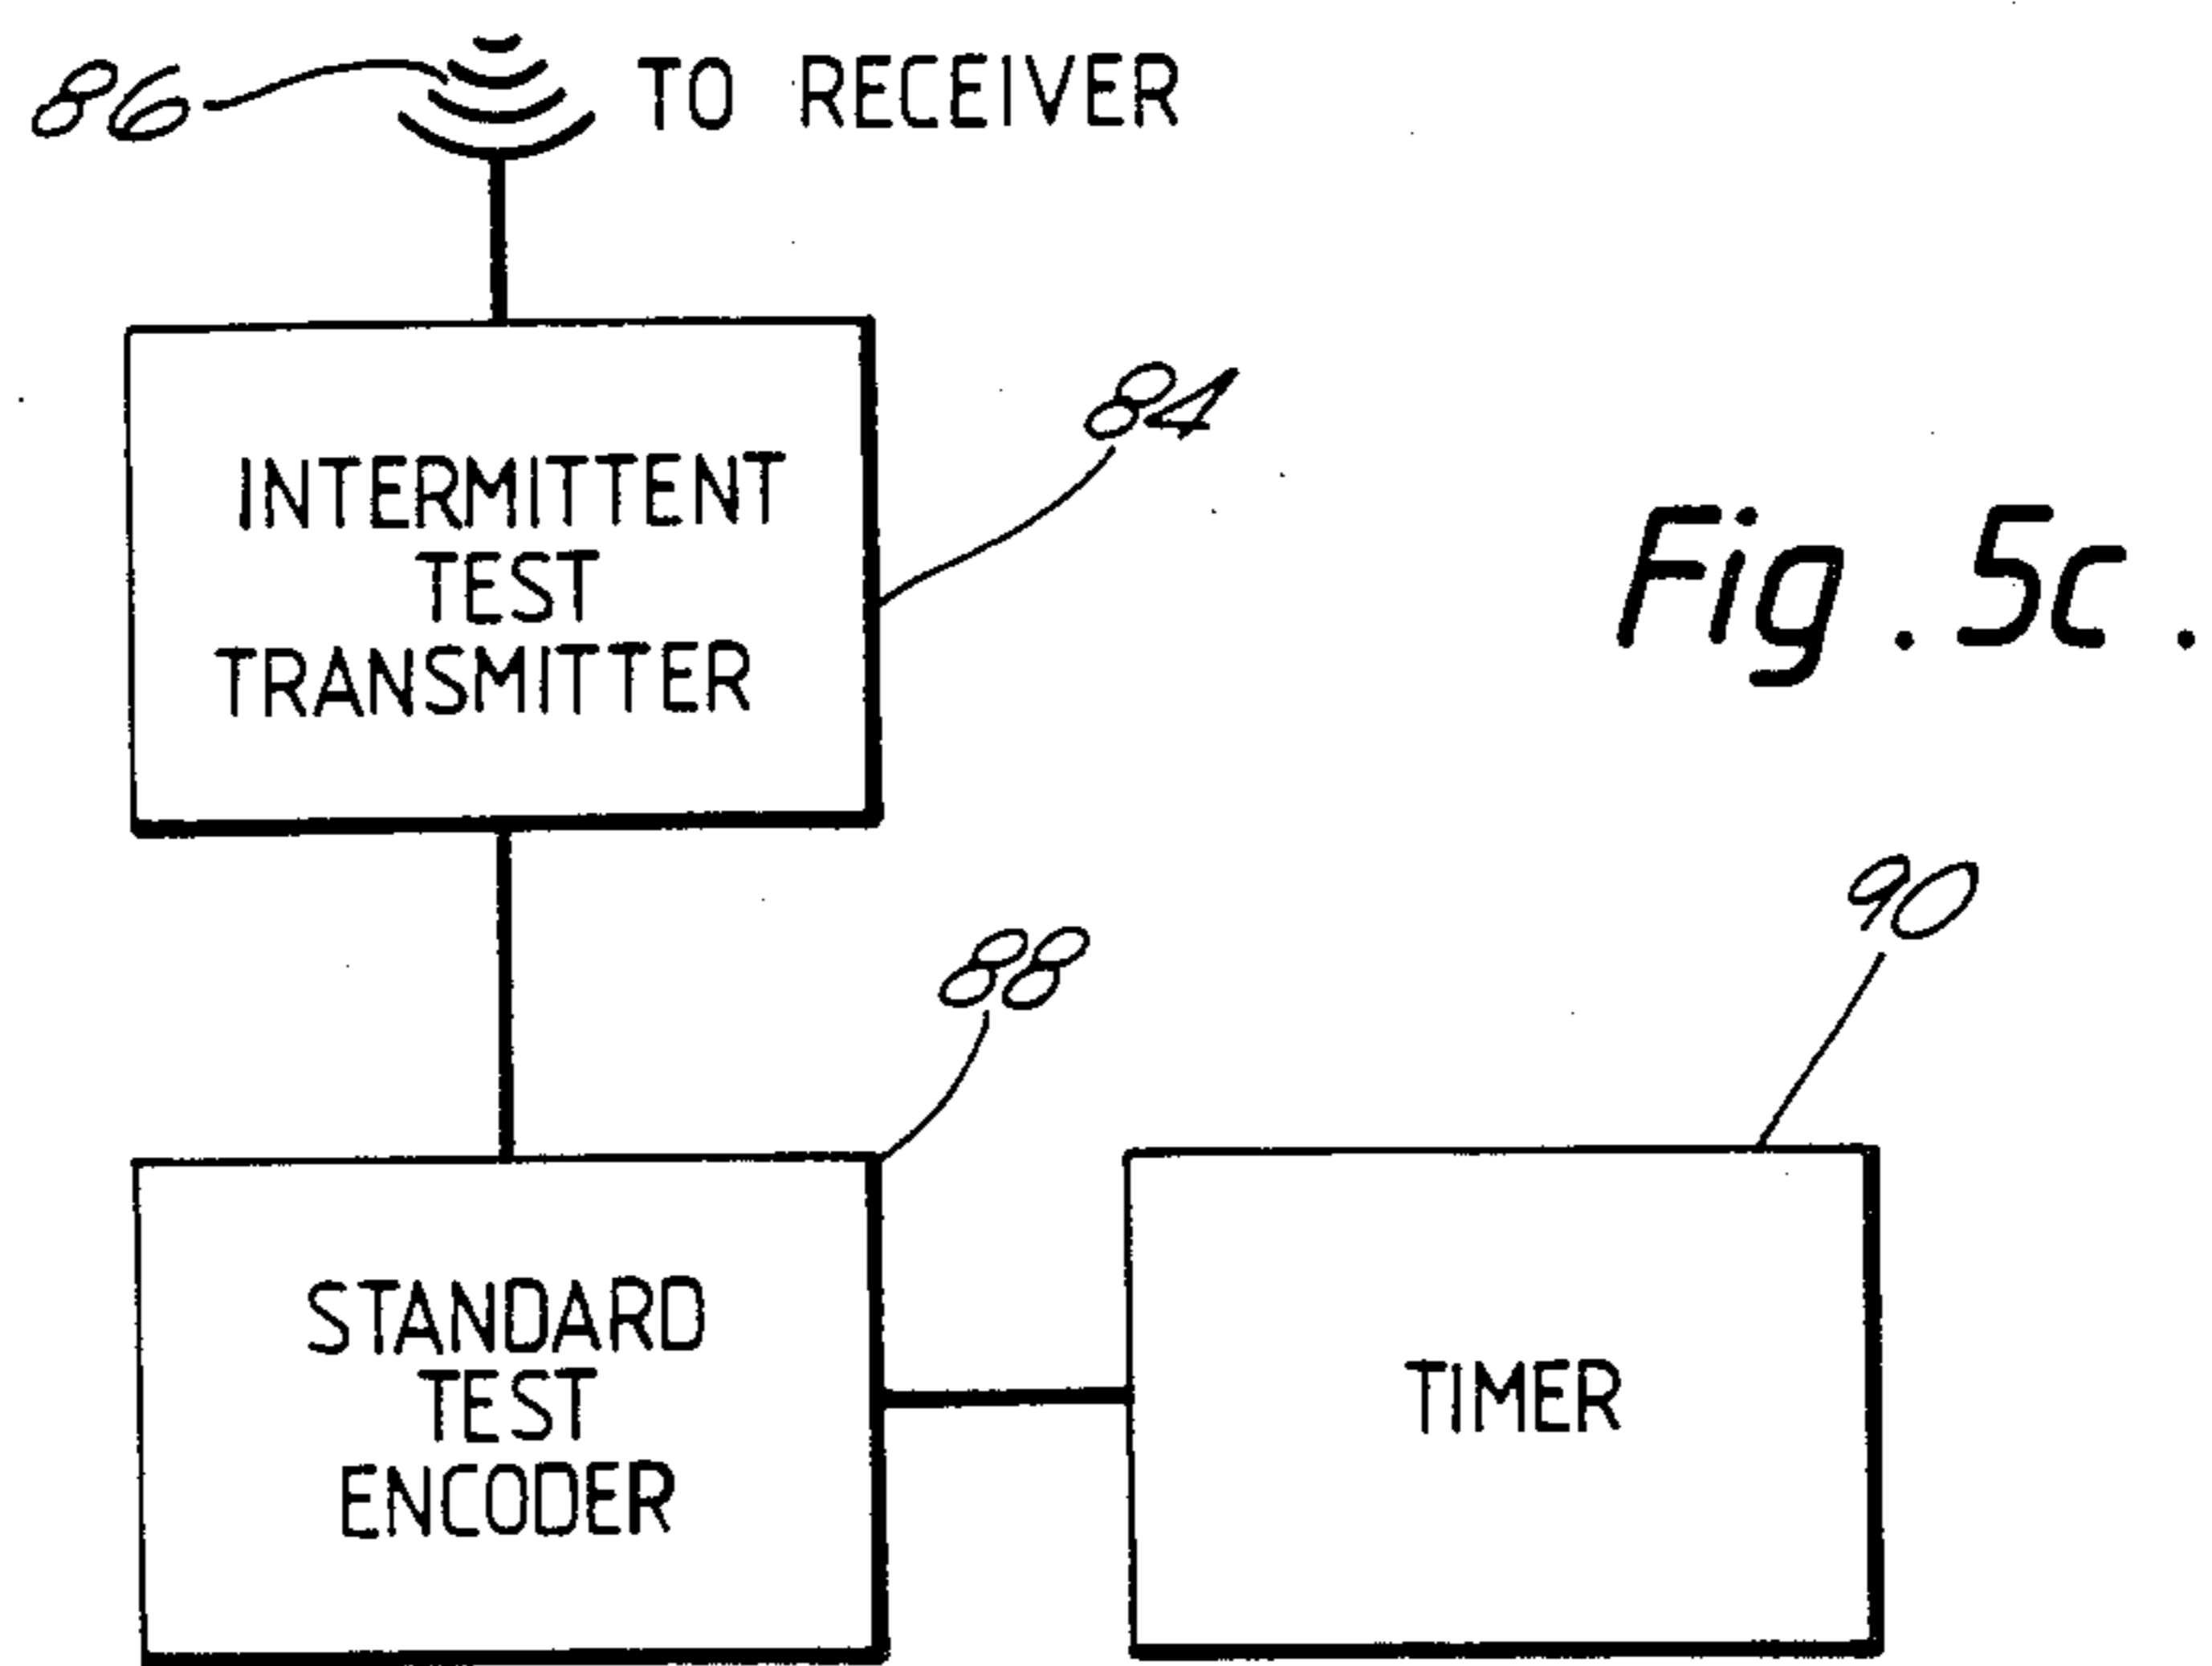 86
TO RECEIVER
INTERMITTENT
TEST
TRANSMITTER
84
Fig. 5c.
88
90
STANDARD
TEST
ENCODER
TIMER